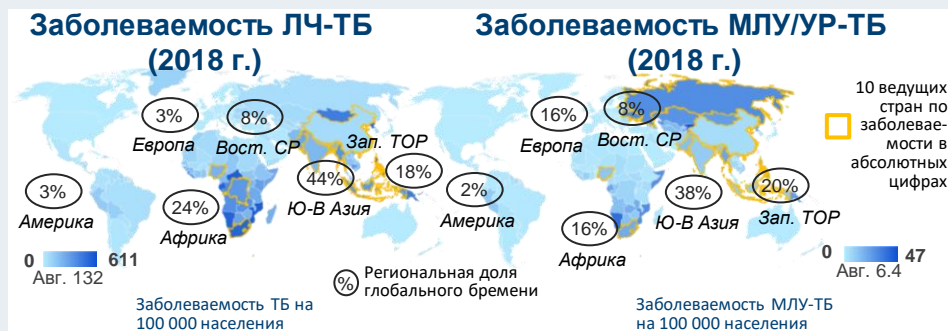 Заболеваемость ЛЧ-ТБ
(2018 г.)
3%
Европа
8%
Вост. СР
Зап. ТОР
18%
44%
Ю-В Азия
3%
Америка
24%
Африка
0 611
Авг. 132
Заболеваемость ТБ на
100 000 населения
% Региональная доля
глобального бремени
Заболеваемость МЛУ/УР-ТБ
(2018 г.)
16%
Европа
8%
Вост. СР
2%
Америка
38%
Ю-В Азия
20%
Зап. ТОР
16%
Африка
0 47
Авг. 6.4
Заболеваемость МЛУ-ТБ
на 100 000 населения
10 ведущих
стран по
заболевае-
мости в
абсолютных
цифрах